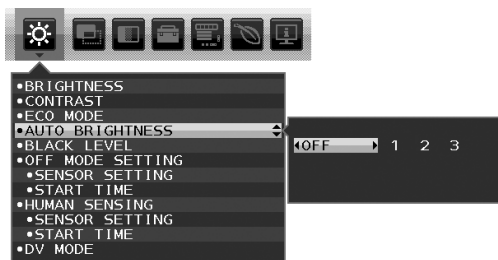 •BRIGHTNESS
•CONTRAST
•ECO MODE
•AUTO BRIGHTNESS
OFF 1 2 3
•BLACK LEVEL
•OFF MODE SETTING
•SENSOR SETTING
•START TIME
•HUMAN SENSING
•SENSOR SETTING
•START TIME
•DV MODE